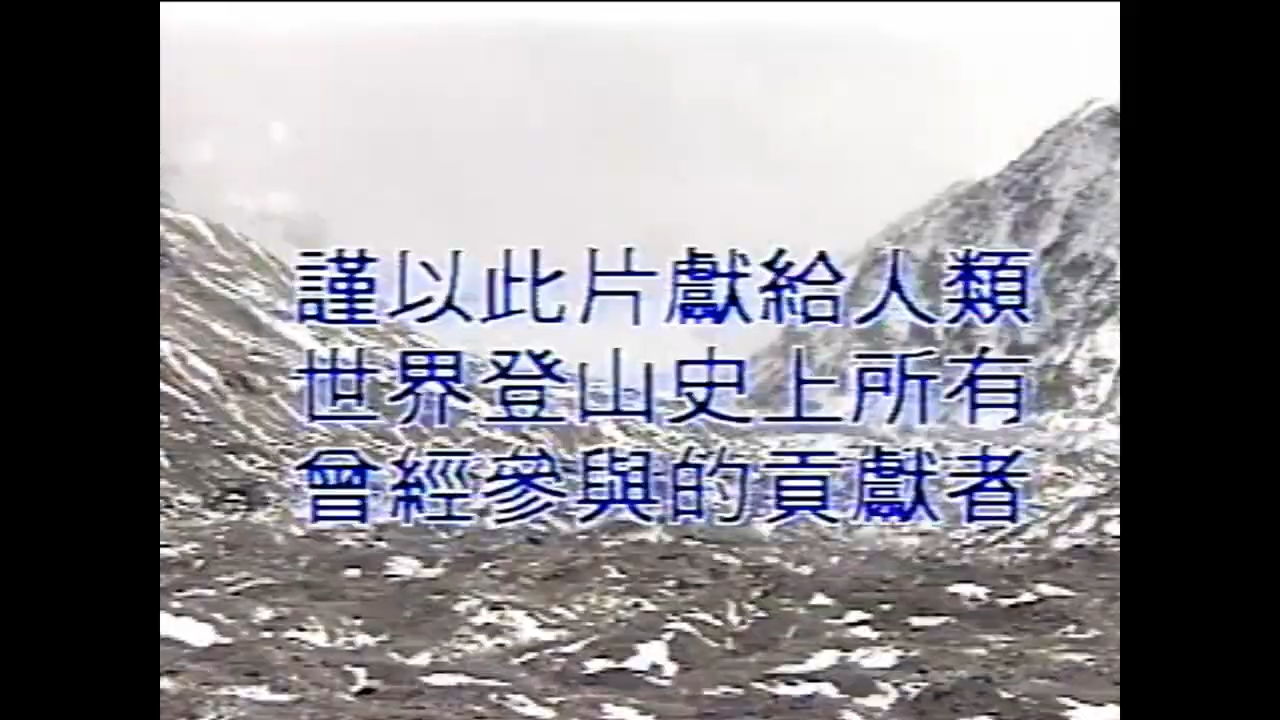 謹以此片獻給人類
世界登山史上所有
曾經參與的貢獻者